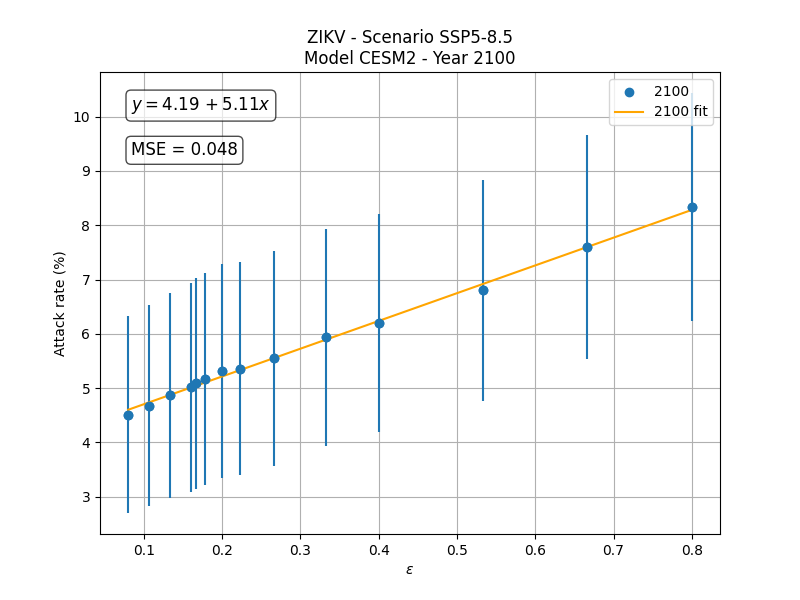 ZIKV - Scenario SSP5-8.5
Model CESM2 - Year 2100
y = 4.19 + 5.11x
MSE = 0.048
2100
2100 fit
Attack rate (%)
10
9
8
7
6
5
4
3
0.1 0.2 0.3 0.4 0.5 0.6 0.7 0.8
ε